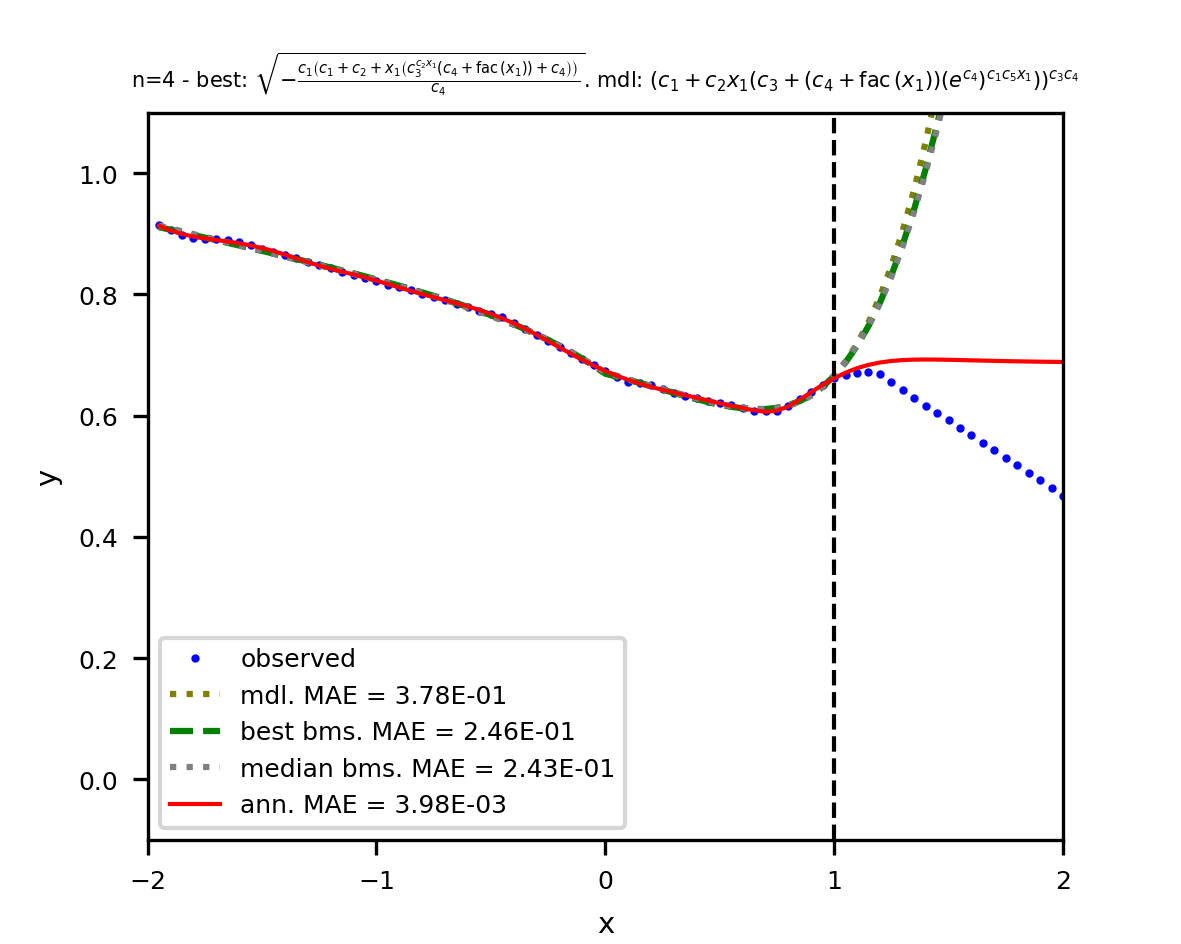 n=4 - best: $\sqrt{-\frac{c_1(c_1+c_2+x_1(c_3^{c_2x_1}(c_4+\text{fac}(x_1))+c_4))}{c_4}}$. mdl: $(c_1+c_2x_1(c_3+(c_4+\text{fac}(x_1))(e^{c_4})^{c_1c_5x_1}))^{c_3c_4}$
1.0
0.8
0.6
0.4
0.2
0.0
y
observed
mdl. MAE = 3.78E-01
best bms. MAE = 2.46E-01
median bms. MAE = 2.43E-01
ann. MAE = 3.98E-03
−2 −1 0 1 2
x